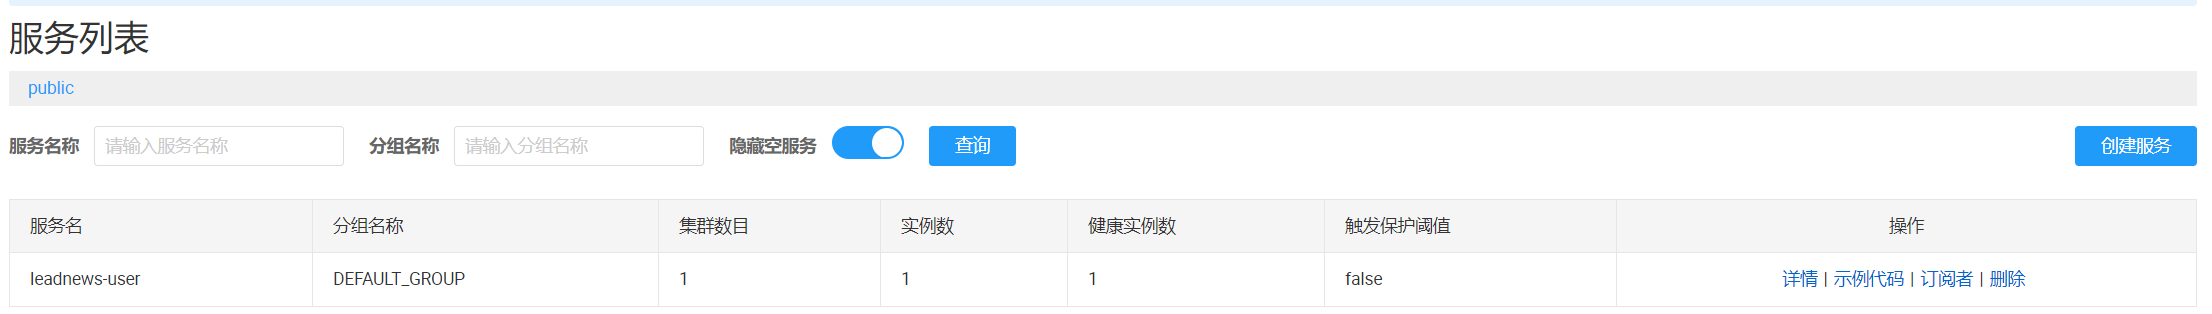 服务列表
public
服务名称 请输入服务名称 分组名称 请输入分组名称 隐藏空服务 查询 创建服务
服务名 分组名称 集群数目 实例数 健康实例数 触发保护阈值 操作
leadnews-user DEFAULT_GROUP 1 1 1 false 详情 | 示例代码 | 订阅者 | 删除